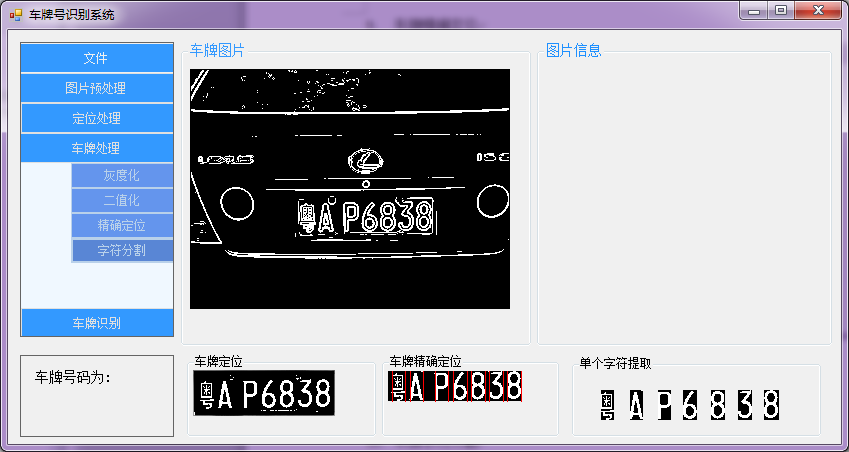 车牌号识别系统
文件
图片预处理
定位处理
车牌处理
灰度化
二值化
精确定位
字符分割
车牌识别
车牌号码为:
车牌图片
粤A P6838
图片信息
车牌定位
粤A P6838
车牌精确定位
粤A P6838
单个字符提取
粤 A P 6 8 3 8